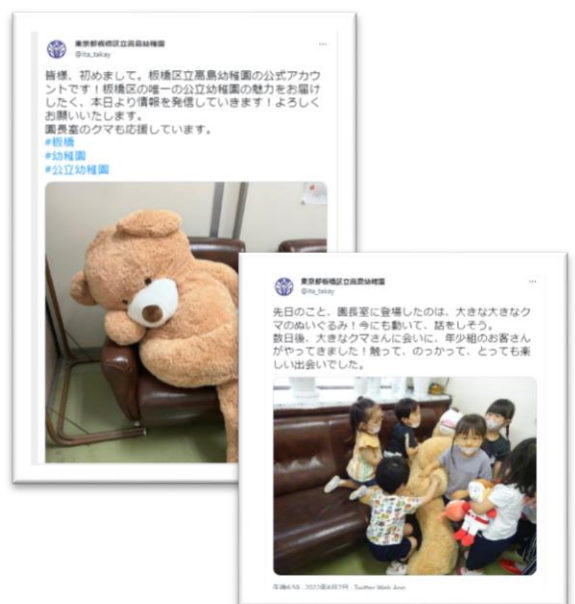 東京都板橋区立高島幼稚園
@ita_takay
皆様、初めまして。板橋区立高島幼稚園の公式アカウ
ントです！板橋区の唯一の公立幼稚園の魅力をお届け
したく、本日より情報を発信していきます！よろしく
お願いいたします。
園長室のクマも応援しています。
#板橋
#幼稚園
#公立幼稚園
東京都板橋区立高島幼稚園
@ita_takay
先日のこと、園長室に登場したのは、大きな大きなク
マのぬいぐるみ！今にも動いて、話をしそう。
数日後、大きなクマさんに会いに、年少組のお客さん
がやってきました！触って、のっかって、とっても楽
しい出会いでした。
Twitter Web App